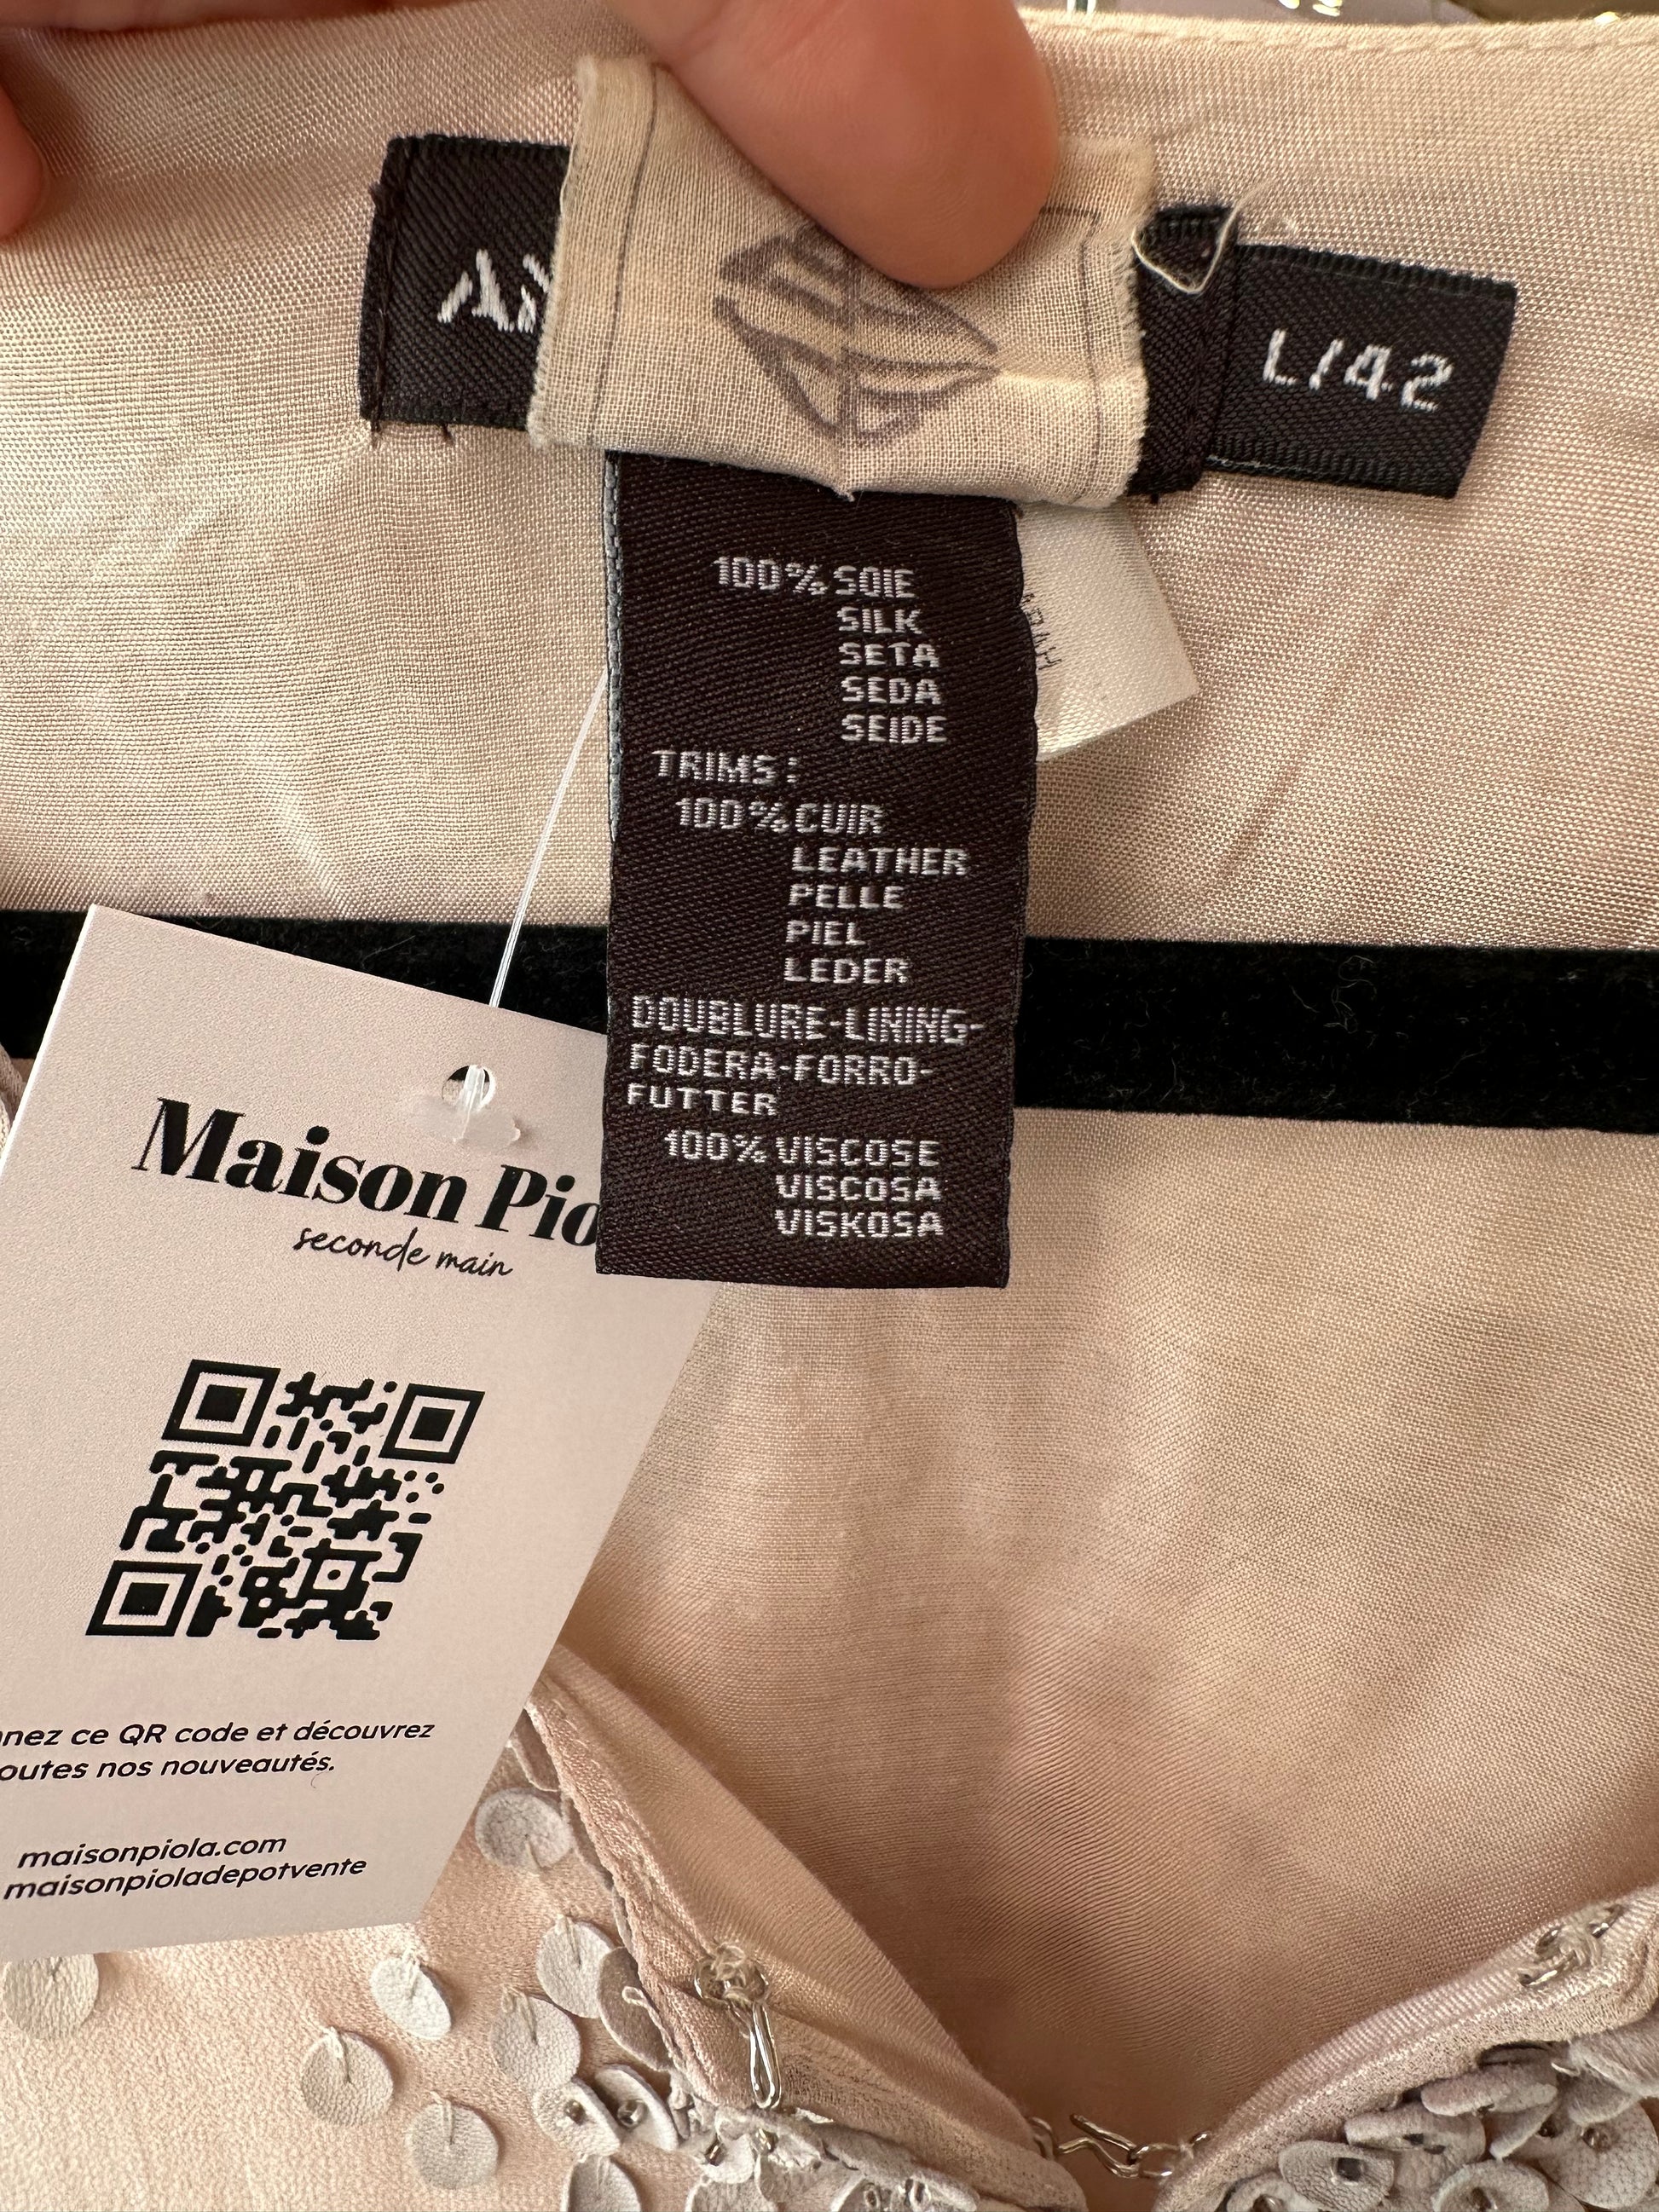 L/42
100% SOIE
SILK
SETA
SEDA
SEIDE
TRIMS:
100% CUIR
LEATHER
PELLE
PIEL
LEDER
DOUBLURE-LINING-
FODERA-FORRO-
FUTTER
100% VISCOSE
VISCOSA
VISKOSA
Maison Pio
seconde main
nnez ce QR code et découvrez
outes nos nouveautés.
maisonpiola.com
maisonpioladepotvente